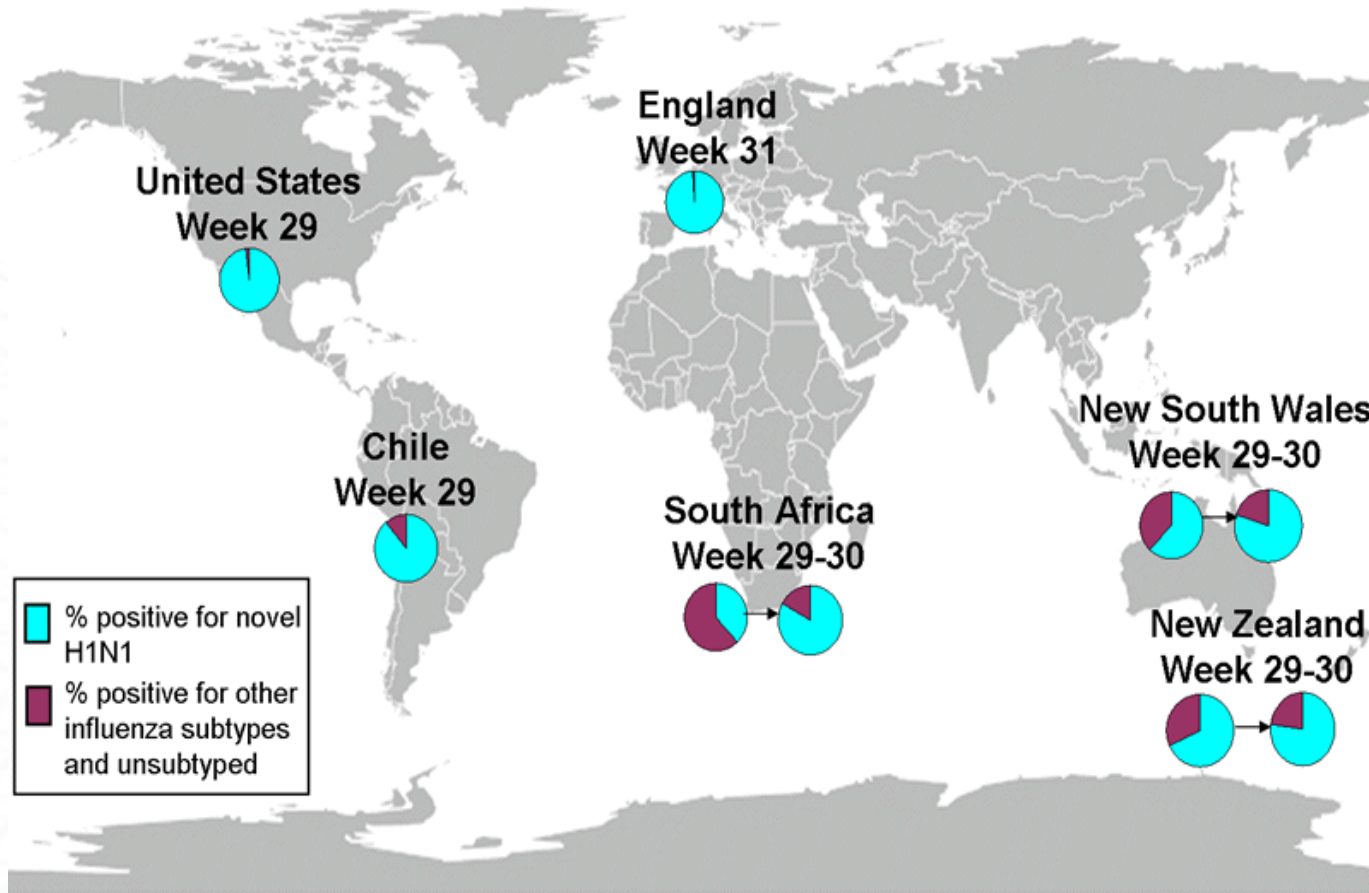 England
Week 31
United States
Week 29
New South Wales
Week 29-30
Chile
Week 29
South Africa
Week 29-30
New Zealand
Week 29-30
% positive for novel
H1N1
% positive for other
influenza subtypes
and unsubtyped